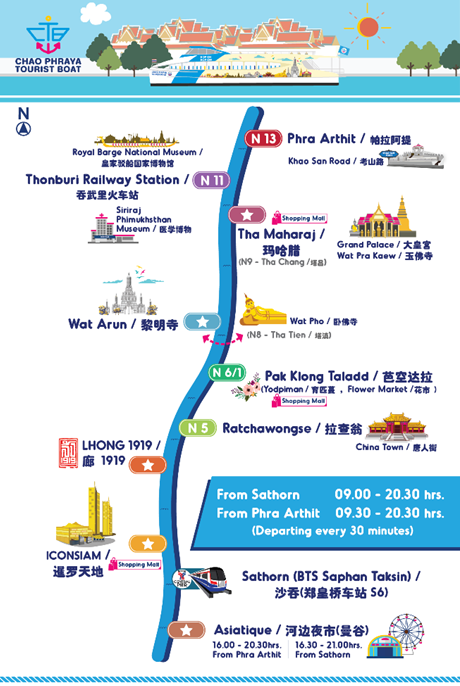 CHAO PHRAYA
TOURIST BOAT
N
N 13 Phra Arthit / 帕拉阿提
Khao San Road / 考山路
Royal Barge National Museum /
皇家驳船国家博物馆
Thonburi Railway Station / N 11
吞武里火车站
Siriraj
Phimukhsthan
Museum / 医学博物
Shopping Mall
Tha Maharaj /
玛哈腊
(N9 - Tha Chang /塔昌)
Grand Palace / 大皇宫
Wat Pra Kaew / 玉佛寺
Wat Arun / 黎明寺
Wat Pho / 卧佛寺
(N8 - Tha Tien / 塔滇)
N 6/1 Pak Klong Taladd / 芭空达拉
(Yodpiman / 育匹曼 , Flower Market /花市 )
Shopping Mall
N 5 Ratchawongse / 拉查翁
China Town / 唐人街
LHONG 1919 /
廊 1919
From Sathorn 09.00 - 20.30 hrs.
From Phra Arthit 09.30 - 20.30 hrs.
(Departing every 30 minutes)
ICONSIAM /
暹罗天地
Shopping Mall
Sathorn (BTS Saphan Taksin) /
沙吞(郑皇桥车站 S6)
Asiatique / 河边夜市(曼谷)
16.00 - 20.30hrs.
From Phra Arthit
16.30 - 21.00hrs.
From Sathorn